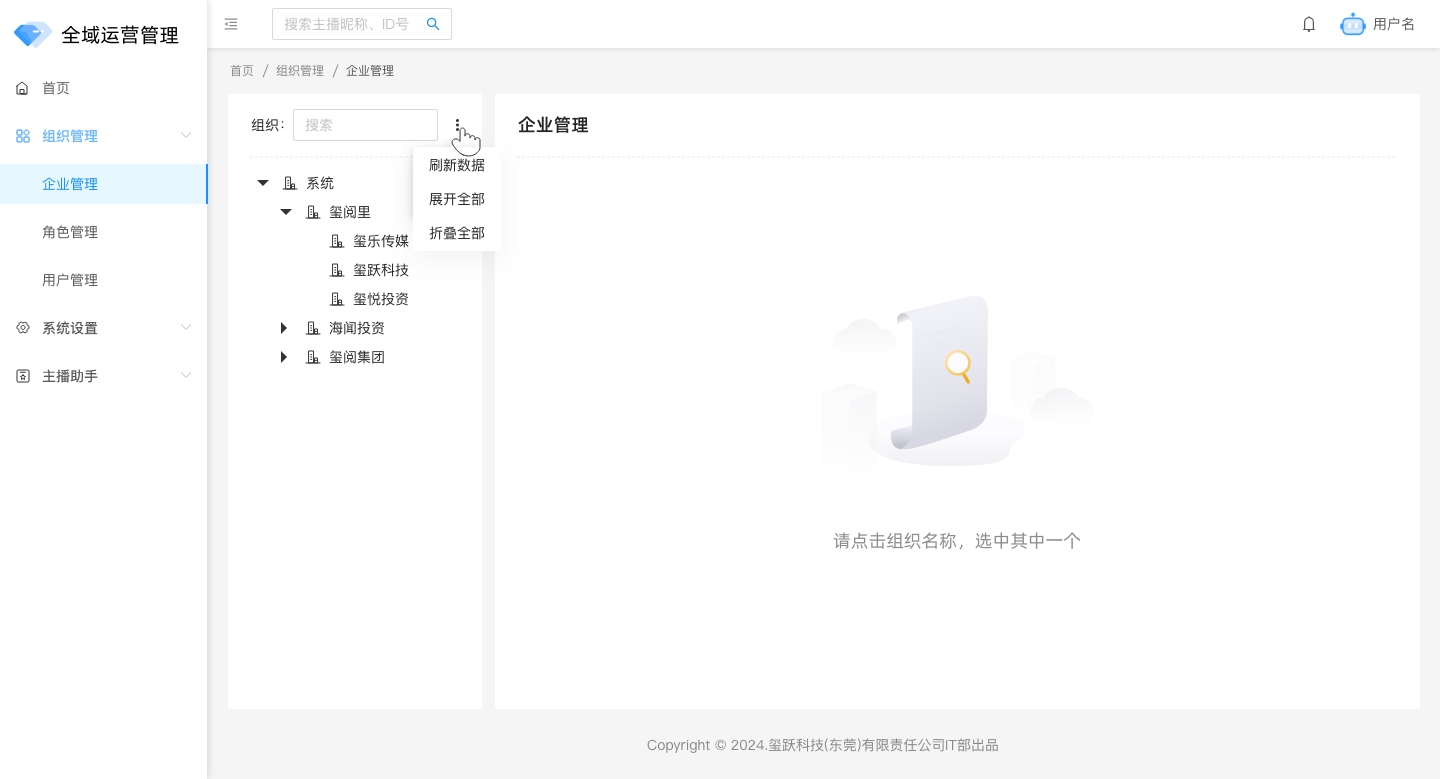 全域运营管理
搜索主播昵称、ID号
用户名
首页
组织管理
企业管理
角色管理
用户管理
系统设置
主播助手
首页 / 组织管理 / 企业管理
组织：
搜索
刷新数据
展开全部
折叠全部
系统
玺阅里
玺乐传媒
玺跃科技
玺悦投资
海闻投资
玺阅集团
企业管理
请点击组织名称，选中其中一个
Copyright © 2024.玺跃科技(东莞)有限责任公司IT部出品